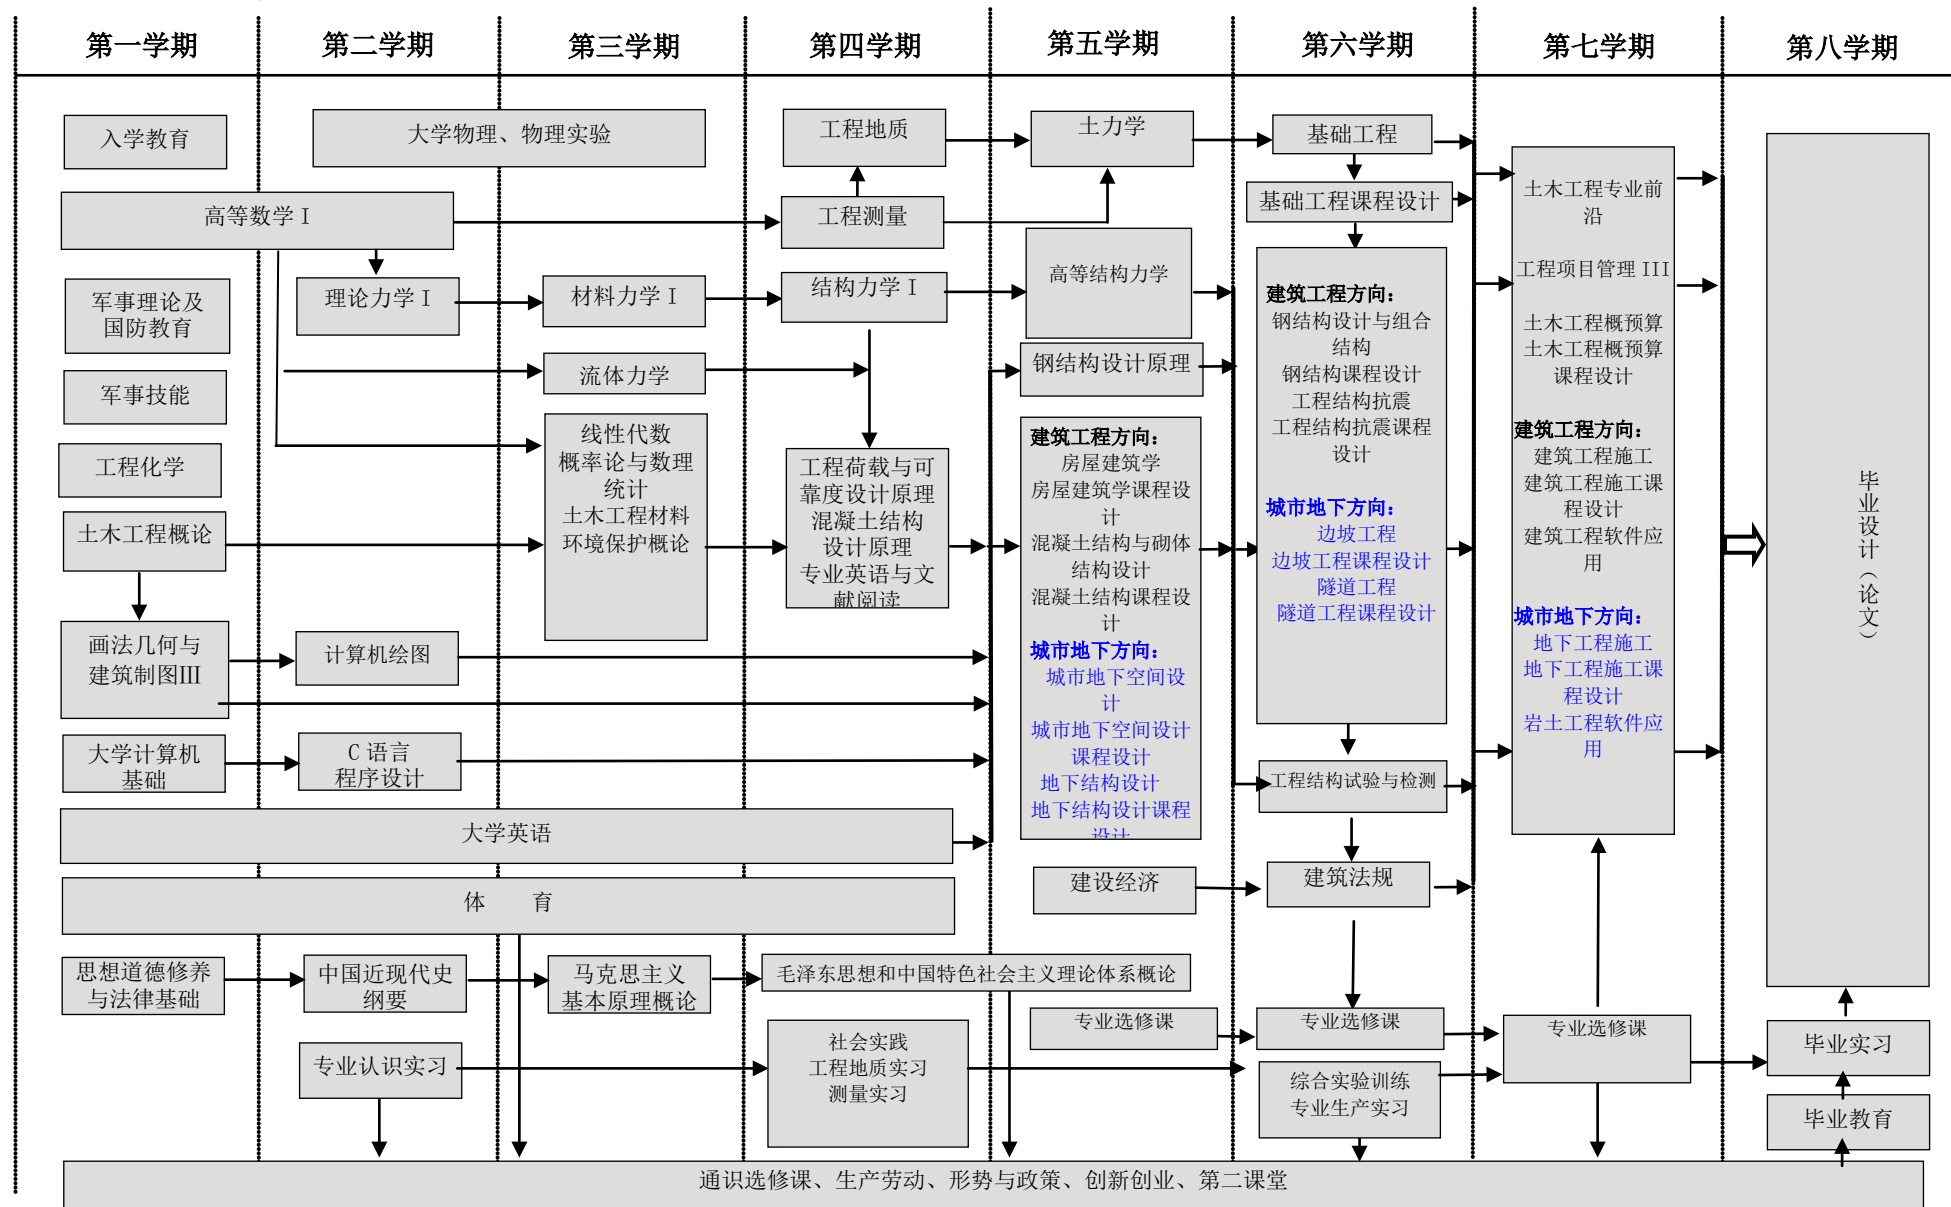 第一学期
第二学期
第三学期
第四学期
第五学期
第六学期
第七学期
第八学期
入学教育
高等数学 I
军事理论及
国防教育
军事技能
工程化学
土木工程概论
画法几何与
建筑制图III
大学计算机
基础
大学英语
体 育
思想道德修养
与法律基础
大学物理、物理实验
理论力学 I
计算机绘图
C 语言
程序设计
中国近现代史
纲要
专业认识实习
材料力学 I
流体力学
线性代数
概率论与数理
统计
土木工程材料
环境保护概论
马克思主义
基本原理概论
工程地质
工程测量
结构力学 I
工程荷载与可
靠度设计原理
混凝土结构
设计原理
专业英语与文
献阅读
毛泽东思想和中国特色社会主义理论体系概论
社会实践
工程地质实习
测量实习
土力学
高等结构力学
钢结构设计原理
建筑工程方向：
房屋建筑学
房屋建筑学课程设
计
混凝土结构与砌体
结构设计
混凝土结构课程设
计
城市地下方向：
城市地下空间设
计
城市地下空间设计
课程设计
地下结构设计
地下结构设计课程
设计
建设经济
专业选修课
基础工程
基础工程课程设计
建筑工程方向：
钢结构设计与组合
结构
钢结构课程设计
工程结构抗震
工程结构抗震课程
设计
城市地下方向：
边坡工程
边坡工程课程设计
隧道工程
隧道工程课程设计
工程结构试验与检测
建筑法规
专业选修课
综合实验训练
专业生产实习
土木工程专业前
沿
工程项目管理 III
土木工程概预算
土木工程概预算
课程设计
建筑工程方向：
建筑工程施工
建筑工程施工课
程设计
建筑工程软件应
用
城市地下方向：
地下工程施工
地下工程施工课
程设计
岩土工程软件应
用
专业选修课
毕业设计（论文）
毕业实习
毕业教育
通识选修课、生产劳动、形势与政策、创新创业、第二课堂